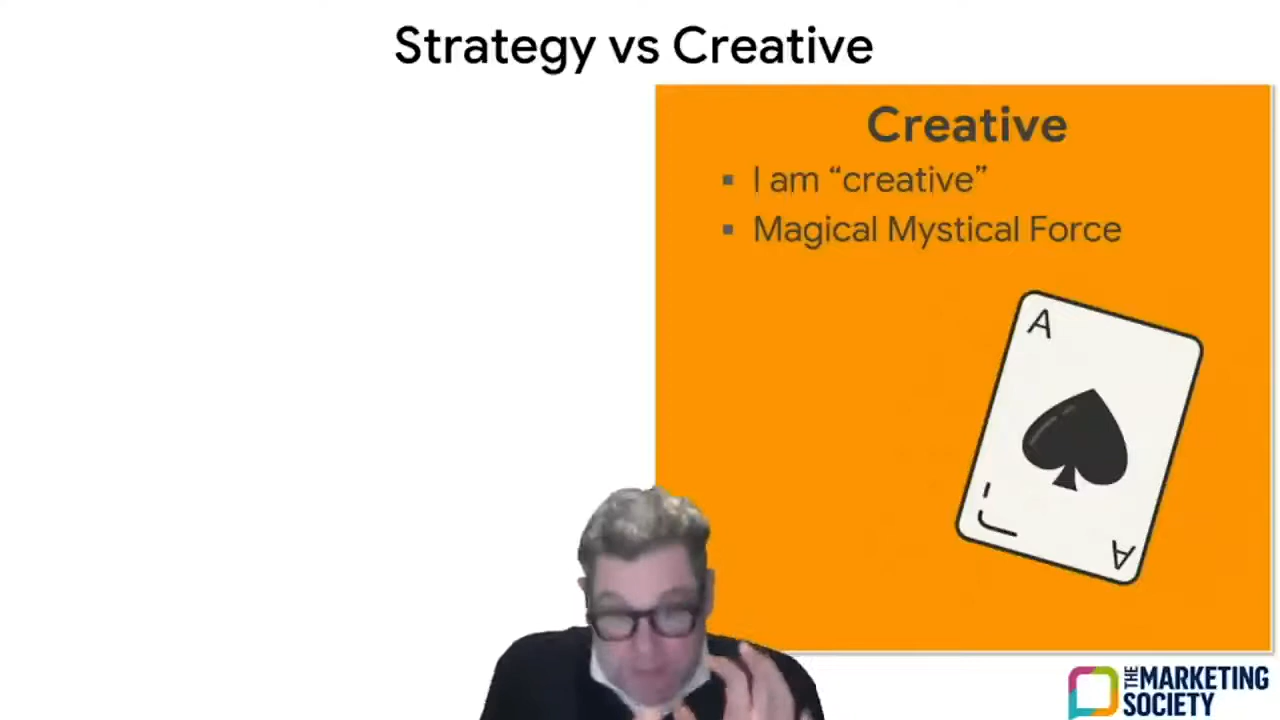 Strategy vs Creative
Creative
▪ I am “creative”
▪ Magical Mystical Force
A
A
THE MARKETING
SOCIETY